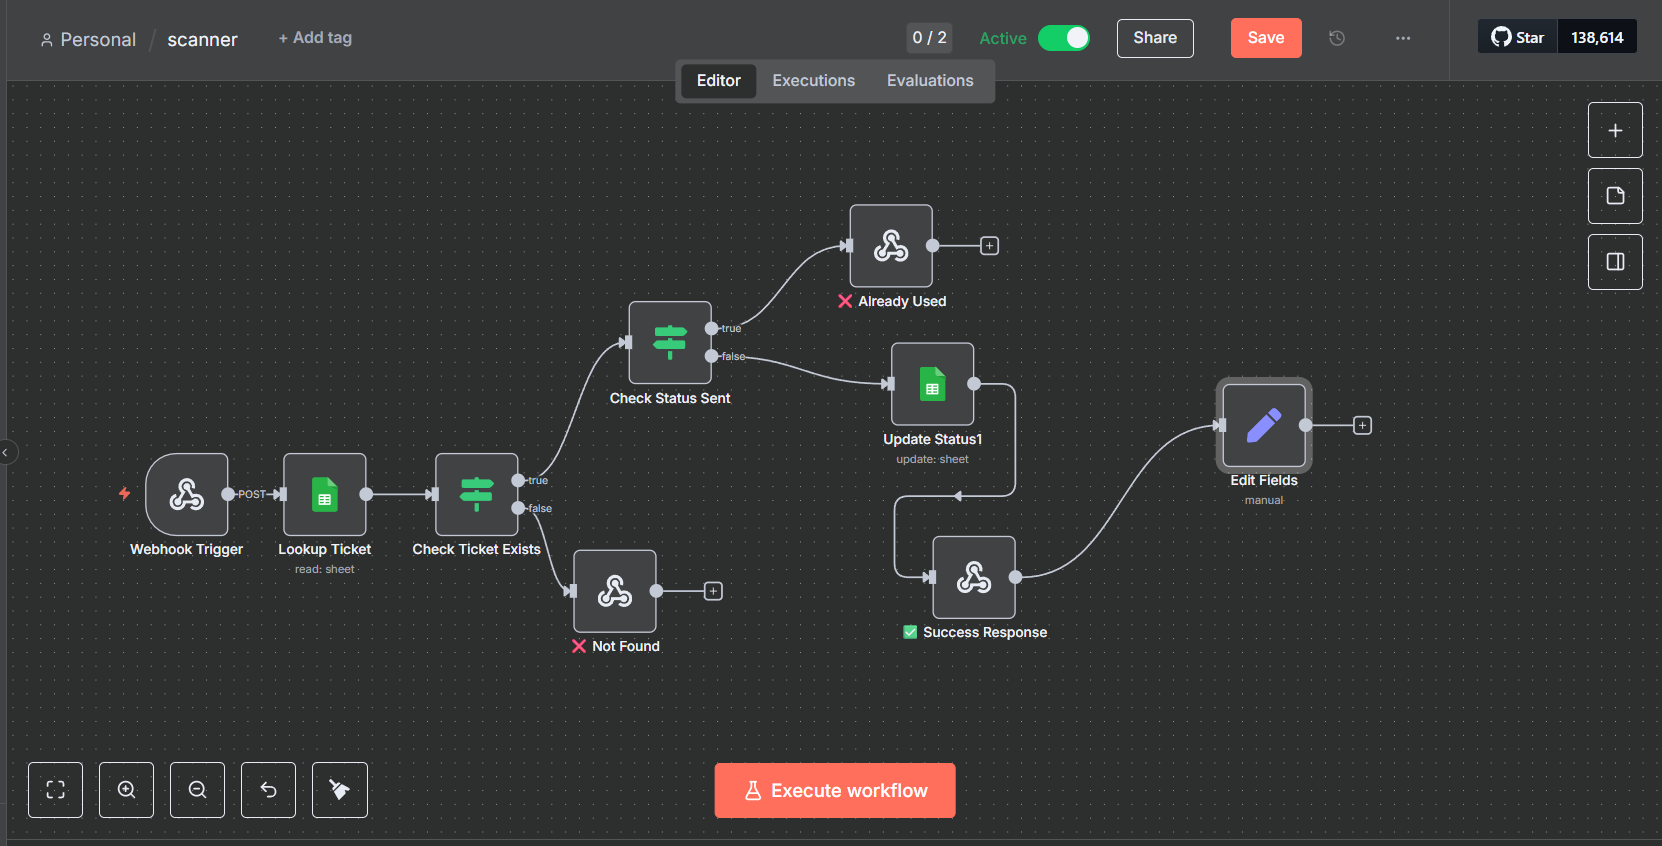 Personal / scanner + Add tag 0 / 2 Active Share Save ... Star 138,614
Editor Executions Evaluations
❌ Already Used
true
false
Check Status Sent
Update Status1
update: sheet
Edit Fields
manual
POST
true
false
Webhook Trigger
Lookup Ticket
read: sheet
Check Ticket Exists
✅ Success Response
❌ Not Found
Execute workflow